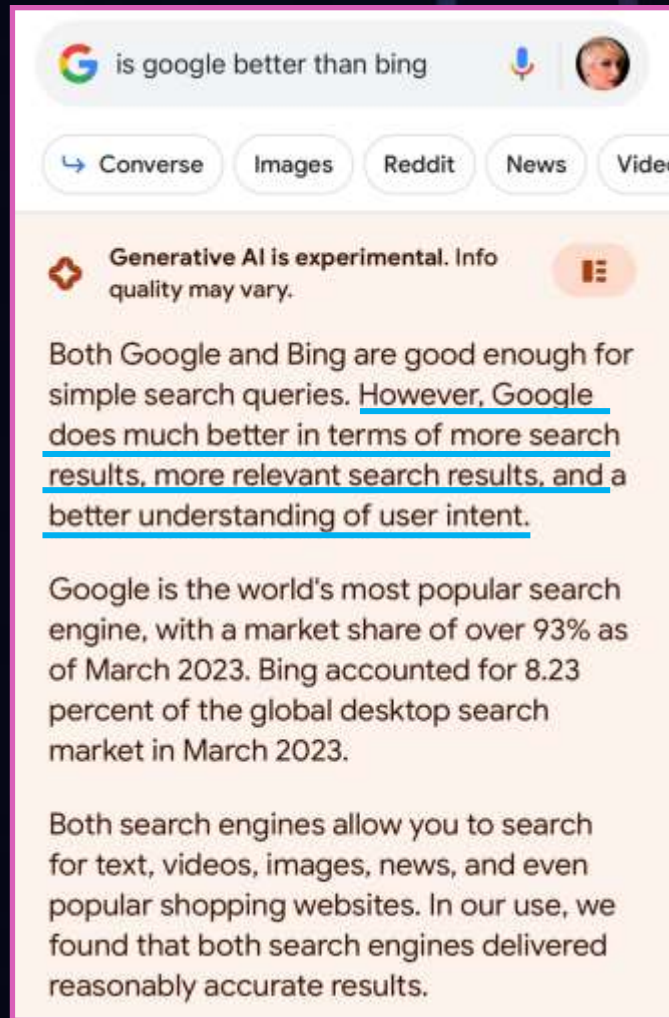 is google better than bing
Converse Images Reddit News
Generative AI is experimental. Info
quality may vary.
Both Google and Bing are good enough for
simple search queries. However, Google
does much better in terms of more search
results, more relevant search results, and a
better understanding of user intent.
Google is the world's most popular search
engine, with a market share of over 93% as
of March 2023. Bing accounted for 8.23
percent of the global desktop search
market in March 2023.
Both search engines allow you to search
for text, videos, images, news, and even
popular shopping websites. In our use, we
found that both search engines delivered
reasonably accurate results.